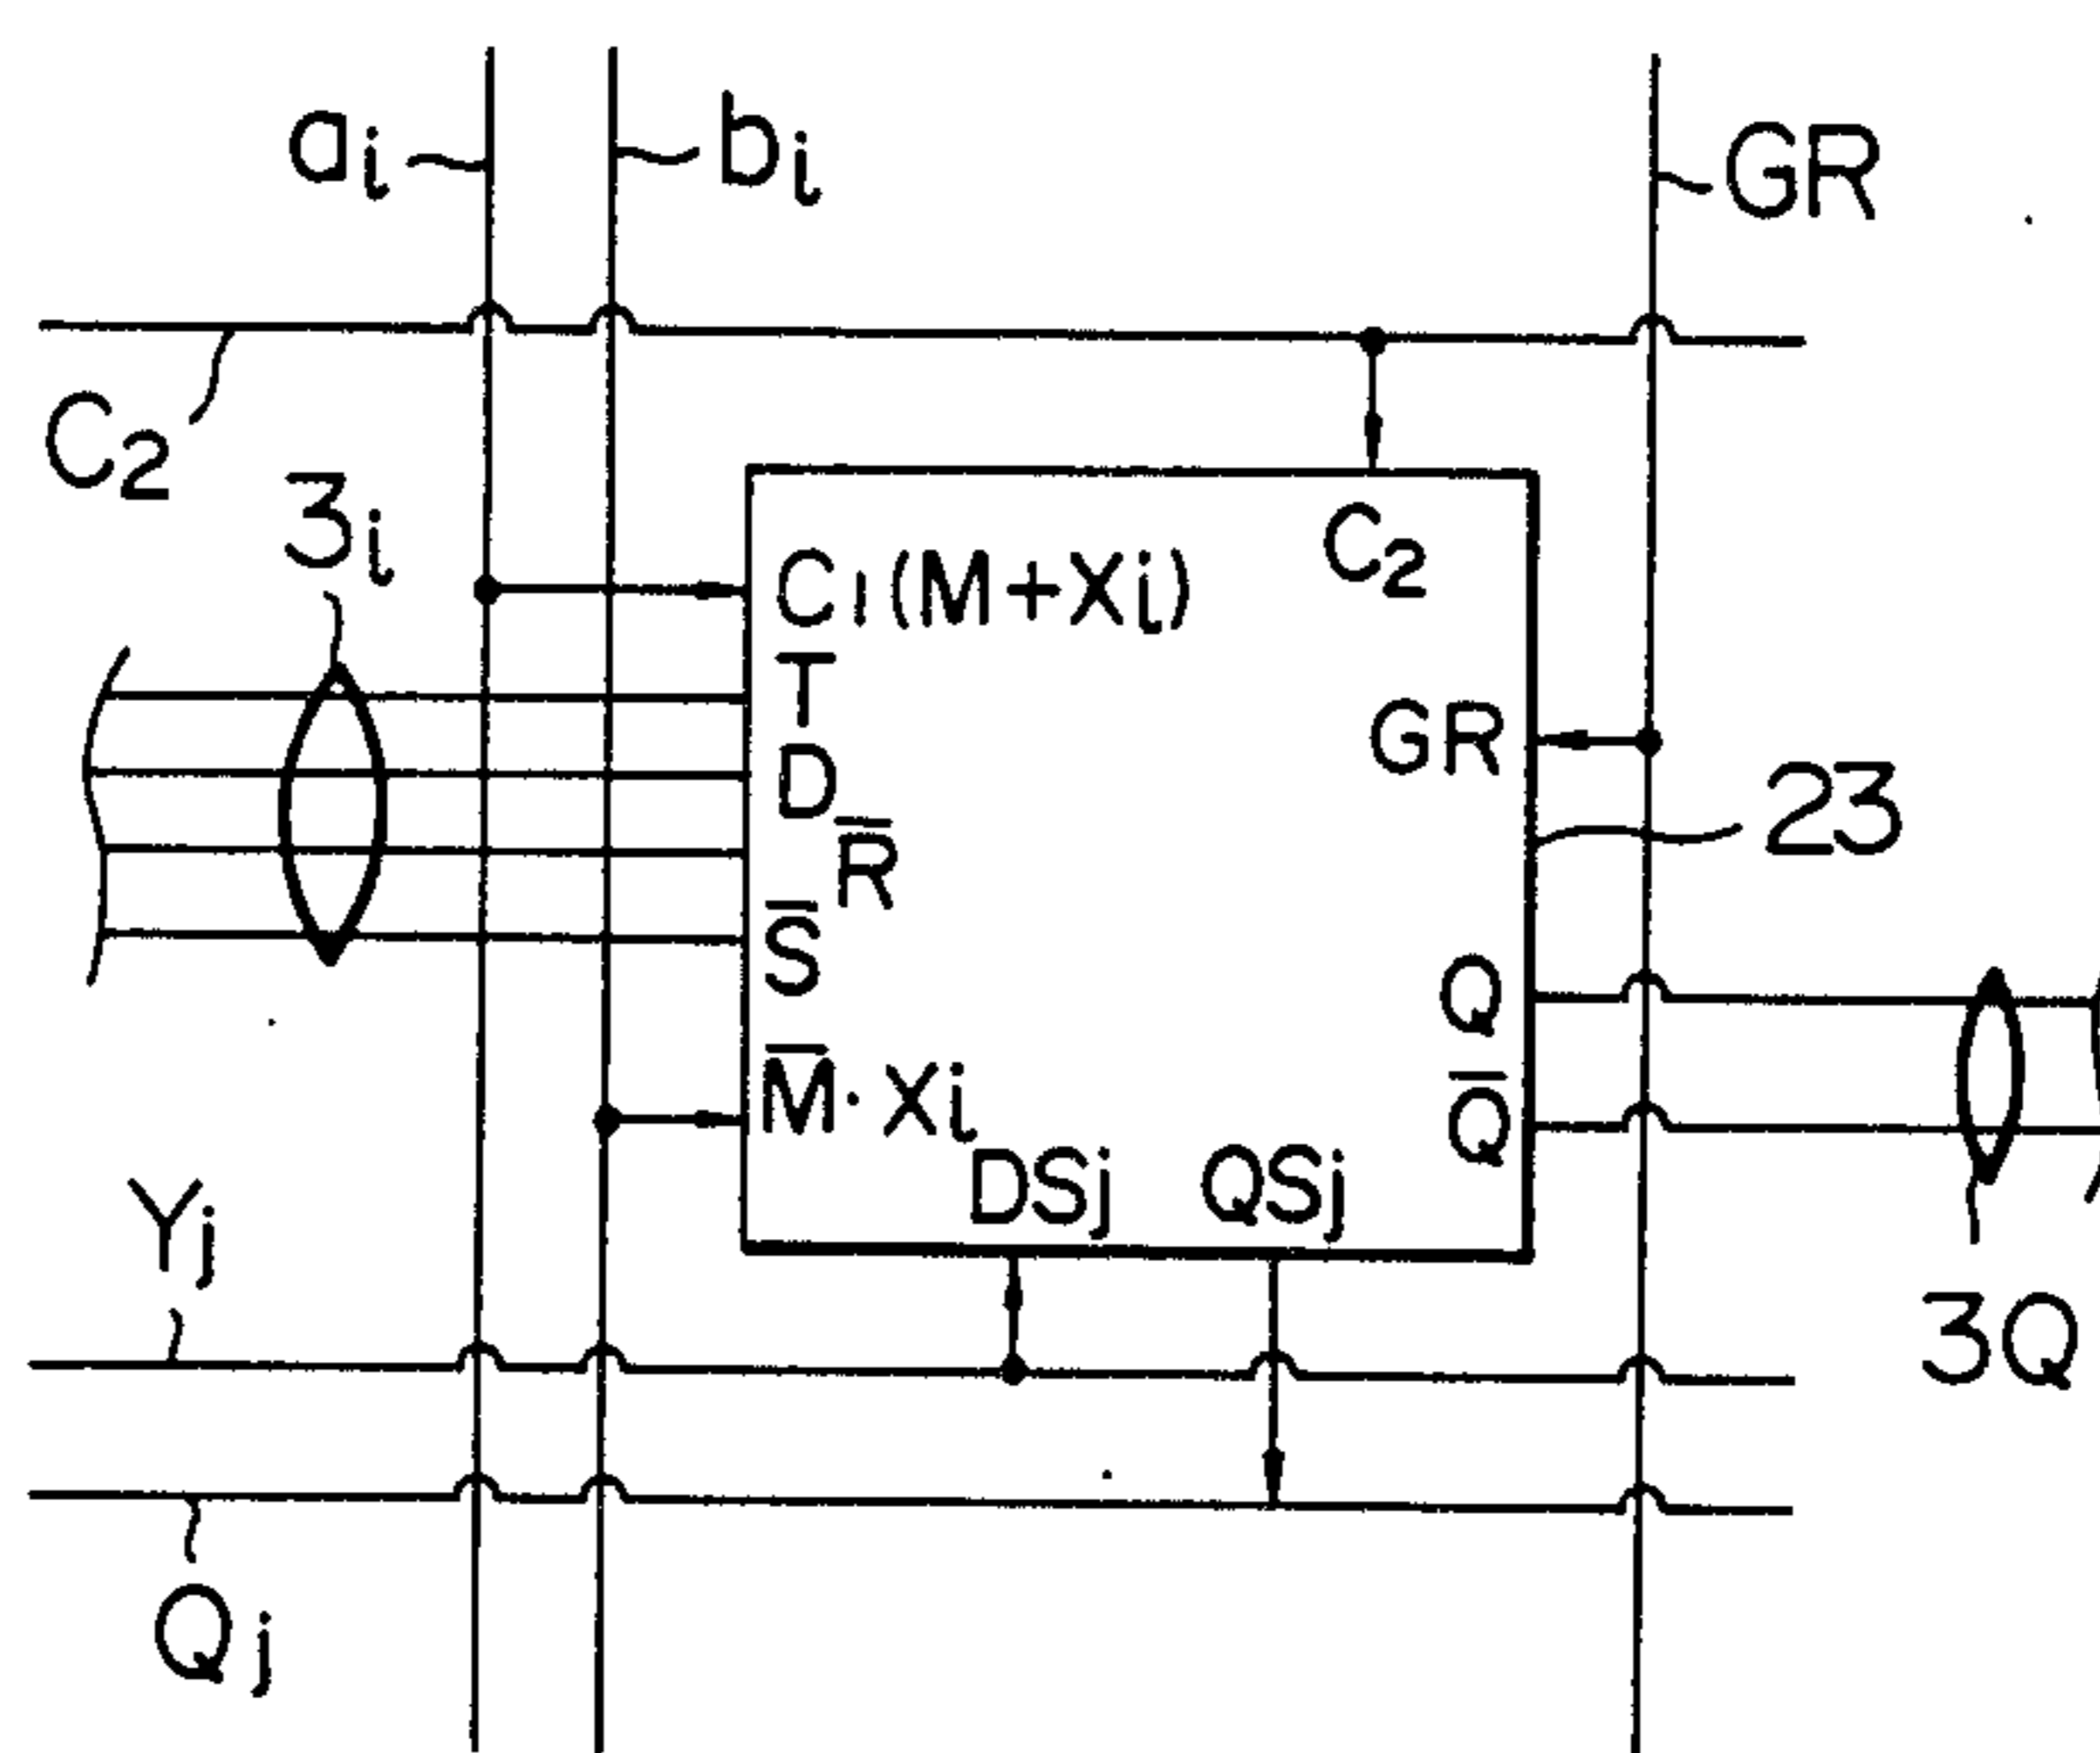 aᵢ
bᵢ
GR
C₂
3ᵢ
C₂
C₁(M+Xi)
T
D
R̅
S̅
GR
23
Q
M̅·Xi
Q̅
DSj
QSj
Yj
3Q
Qj